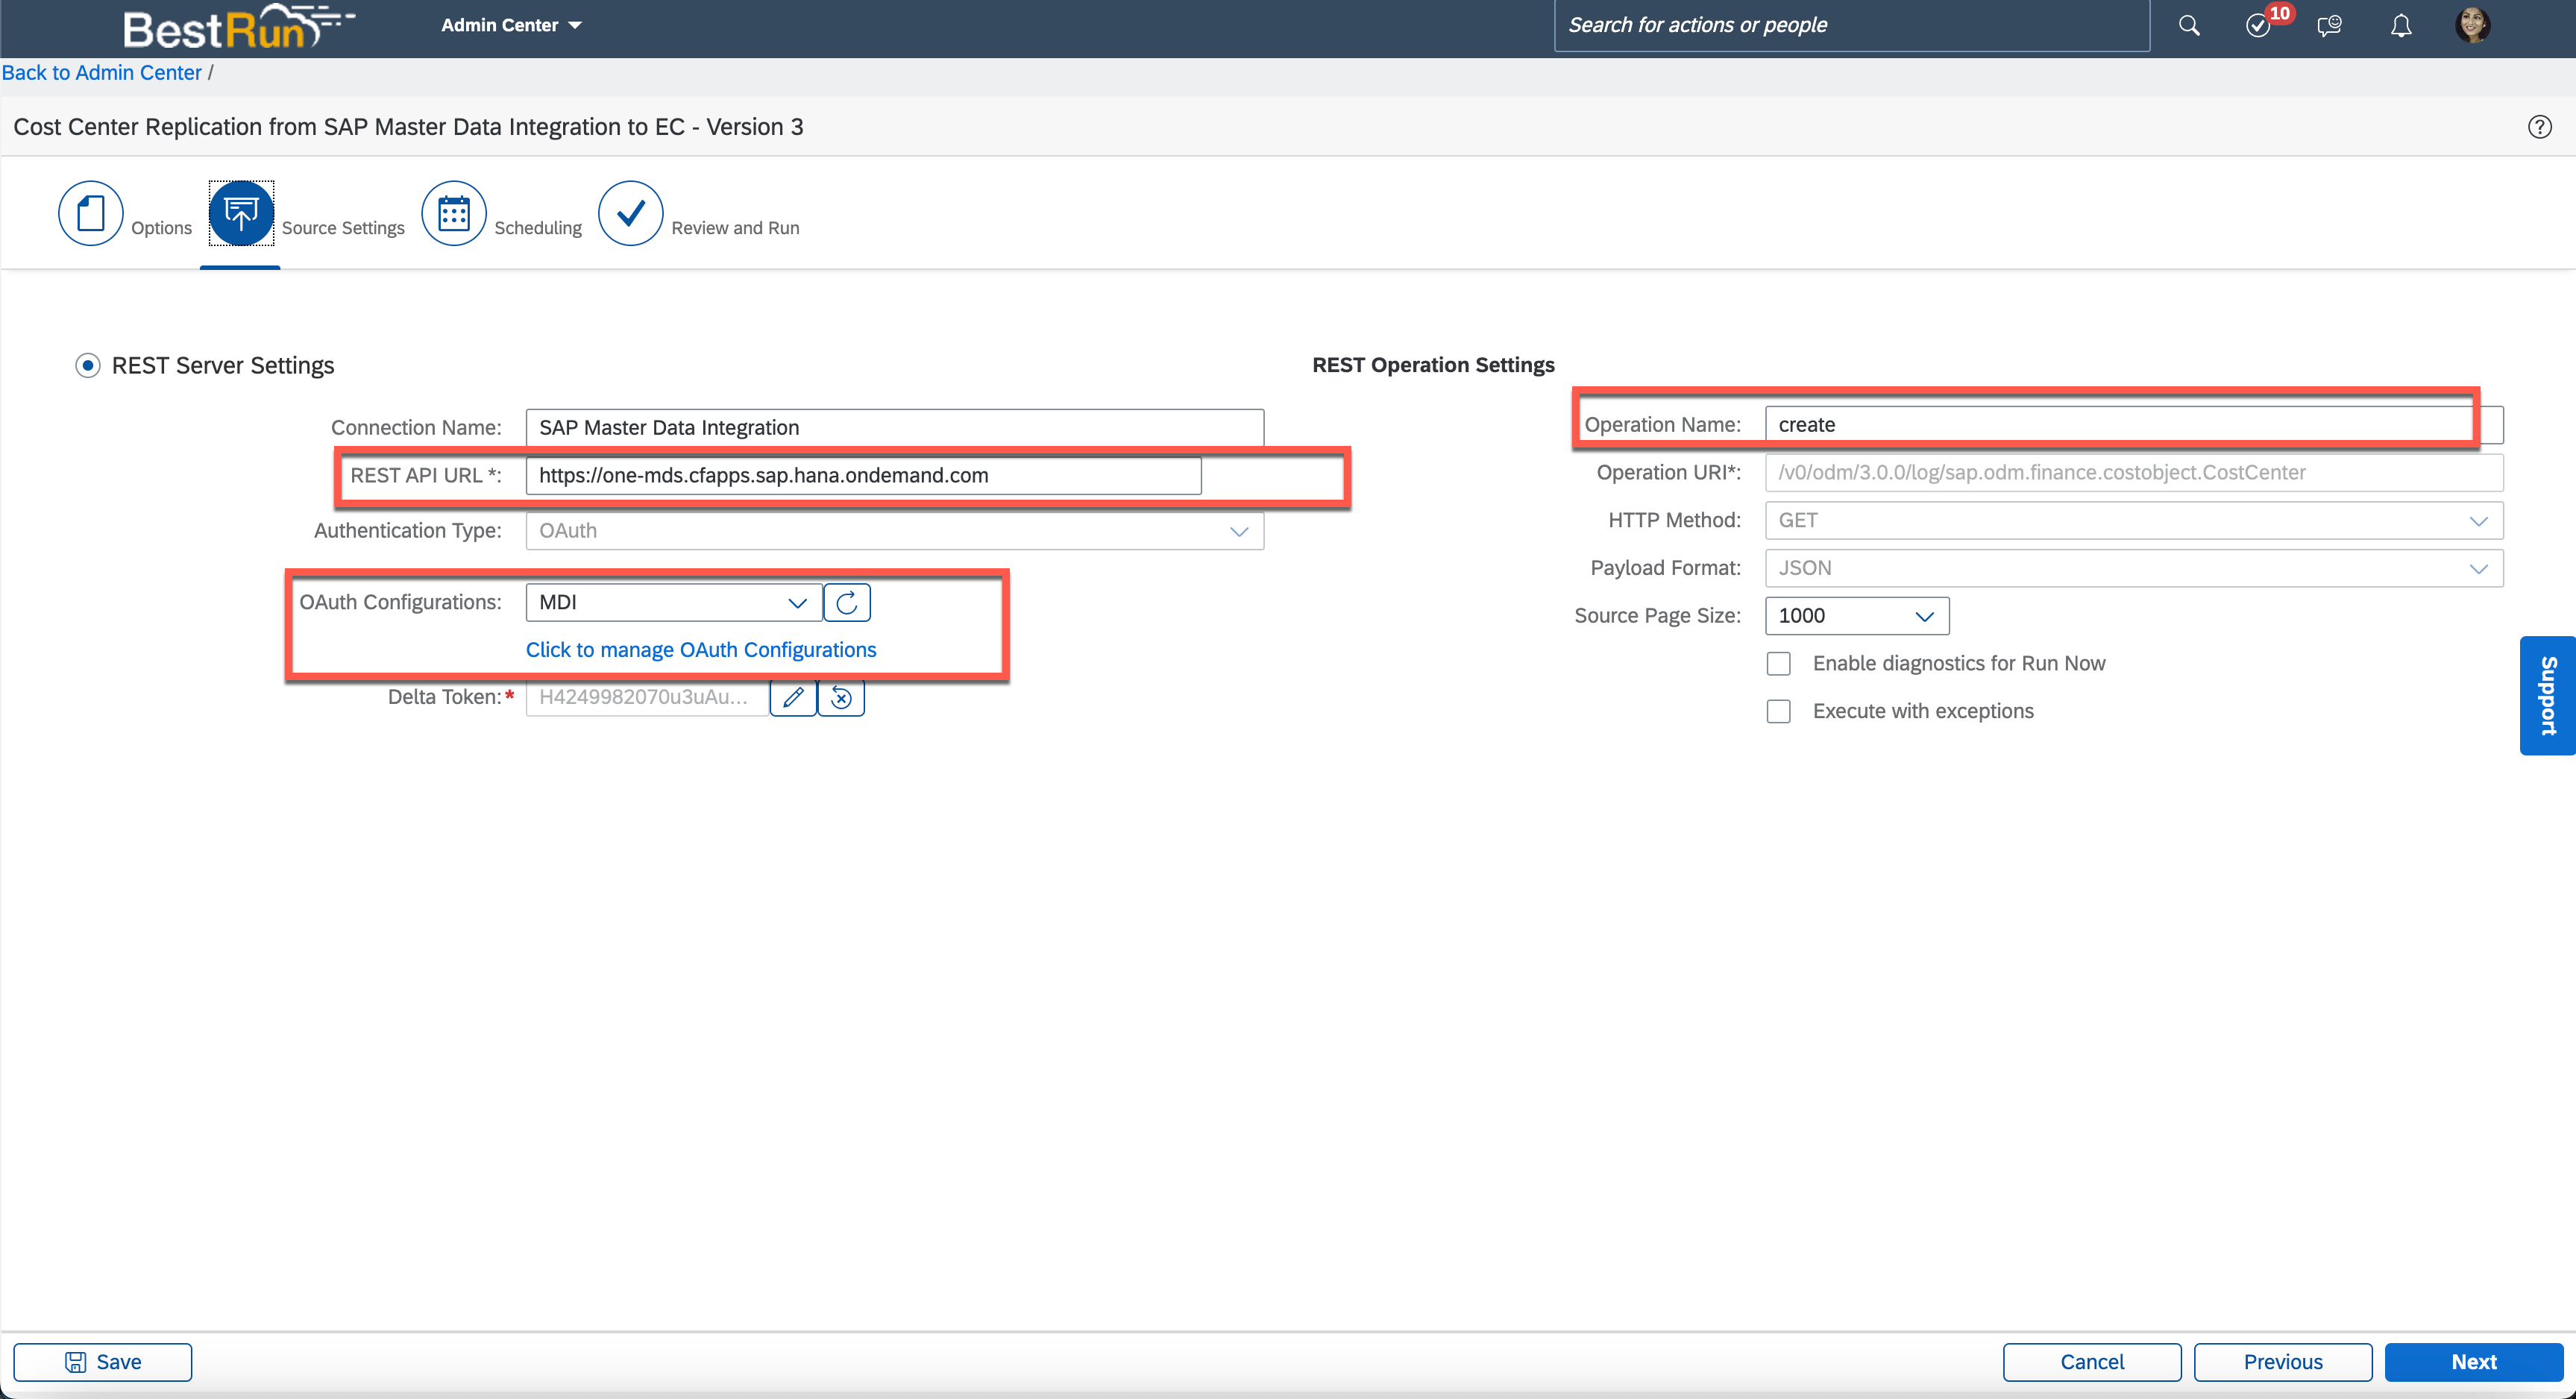 BestRun
Admin Center
Search for actions or people
10
Back to Admin Center /
Cost Center Replication from SAP Master Data Integration to EC - Version 3
Options
Source Settings
Scheduling
Review and Run
REST Server Settings
Connection Name: SAP Master Data Integration
REST API URL *: https://one-mds.cfapps.sap.hana.ondemand.com
Authentication Type: OAuth
OAuth Configurations: MDI
Click to manage OAuth Configurations
Delta Token:* H4249982070u3uAu...
REST Operation Settings
Operation Name: create
Operation URI*: /v0/odm/3.0.0/log/sap.odm.finance.costobject.CostCenter
HTTP Method: GET
Payload Format: JSON
Source Page Size: 1000
Enable diagnostics for Run Now
Execute with exceptions
Support
Save
Cancel
Previous
Next